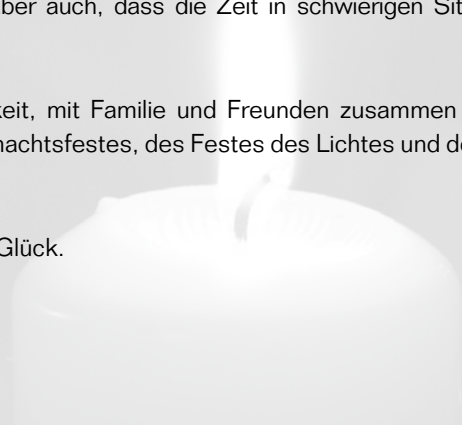 ber auch, dass die Zeit in schwierigen Sit
keit, mit Familie und Freunden zusammen
nachtsfestes, des Festes des Lichtes und d
Glück.